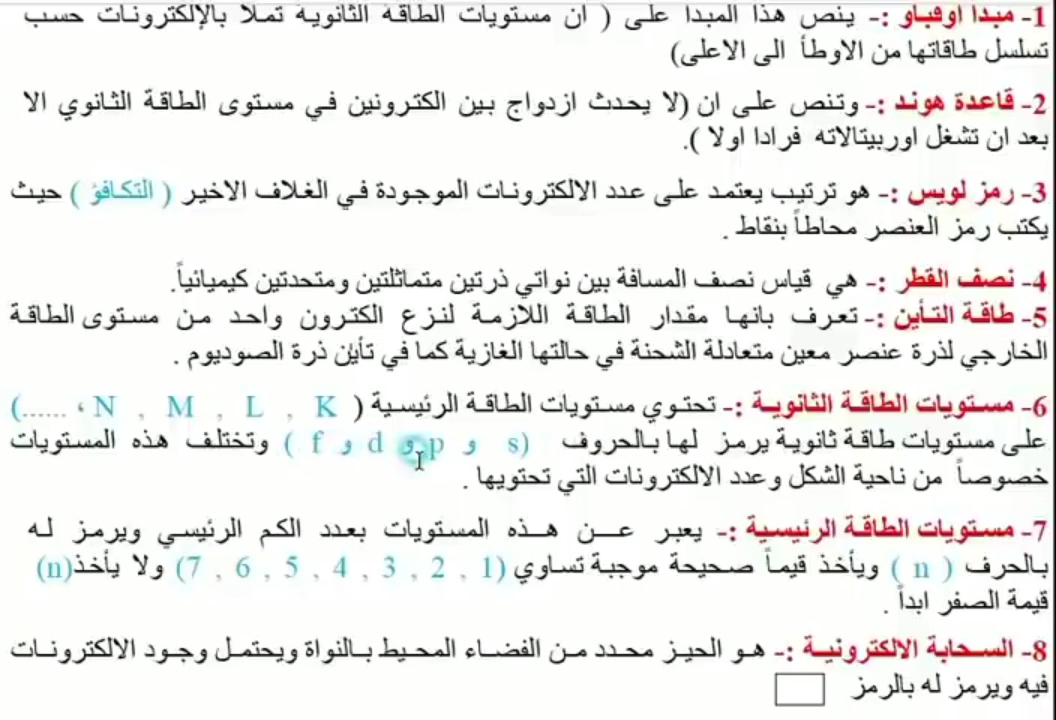 1- مبدأ اوفباو :- ينص هذا المبدأ على ( ان مستويات الطاقة الثانوية تملأ بالإلكترونات حسب
تسلسل طاقاتها من الاوطأ الى الاعلى)
2- قاعدة هوند :- وتنص على ان (لا يحدث ازدواج بين الكترونين في مستوى الطاقة الثانوي الا
بعد ان تشغل اوربيتالاته فرادا اولا ).
3- رمز لويس :- هو ترتيب يعتمد على عدد الالكترونات الموجودة في الغلاف الاخير ( التكافؤ ) حيث
يكتب رمز العنصر محاطاً بنقاط .
4- نصف القطر :- هي قياس نصف المسافة بين نواتي ذرتين متماثلتين ومتحدتين كيميائياً.
5- طاقة التأين :- تعرف بانها مقدار الطاقة اللازمة لنزع الكترون واحد من مستوى الطاقة
الخارجي لذرة عنصر معين متعادلة الشحنة في حالتها الغازية كما في تأين ذرة الصوديوم .
6- مستويات الطاقة الثانوية :- تحتوي مستويات الطاقة الرئيسية ( K , L , M , N ، ......)
على مستويات طاقة ثانوية يرمز لها بالحروف (s و p و d و f ) وتختلف هذه المستويات
خصوصاً من ناحية الشكل وعدد الالكترونات التي تحتويها .
7- مستويات الطاقة الرئيسية :- يعبر عن هذه المستويات بعدد الكم الرئيسي ويرمز له
بالحرف ( n ) ويأخذ قيماً صحيحة موجبة تساوي (1 , 2 , 3 , 4 , 5 , 6 , 7) ولا يأخذ(n)
قيمة الصفر ابداً .
8- السحابة الالكترونية :- هو الحيز محدد من الفضاء المحيط بالنواة ويحتمل وجود الالكترونات
فيه ويرمز له بالرمز